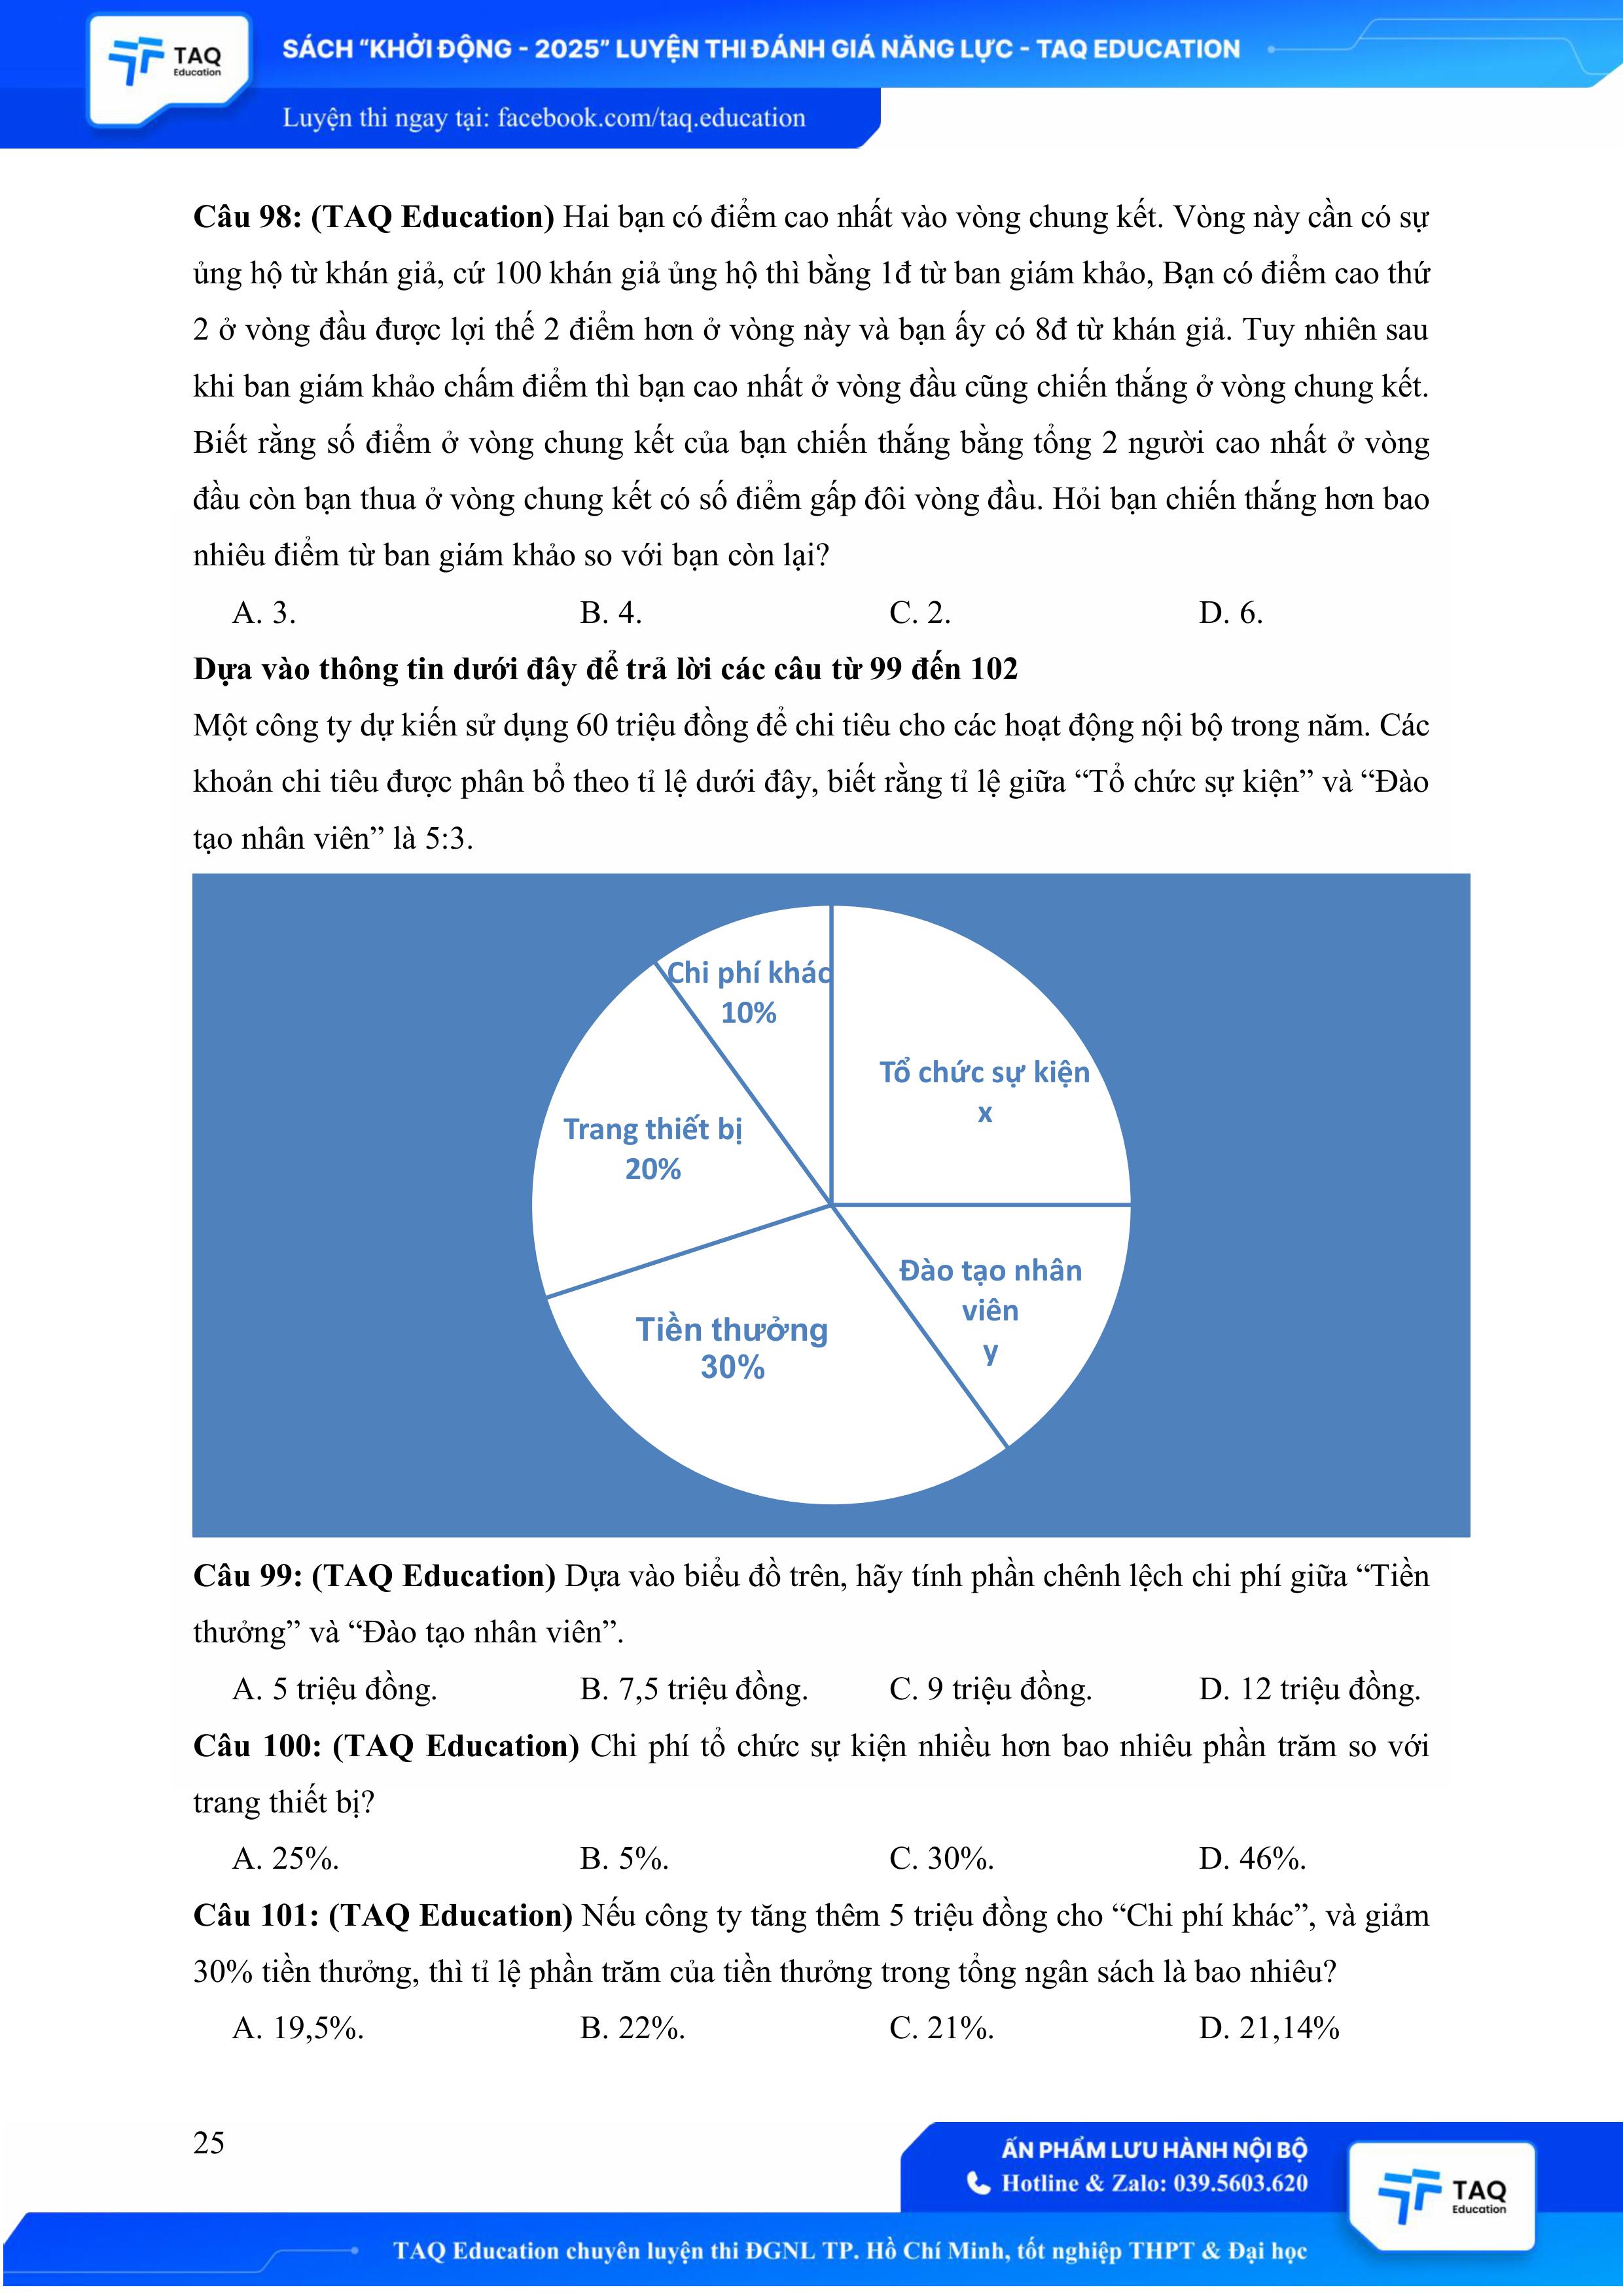 TAQ
Education
SÁCH “KHỞI ĐỘNG - 2025” LUYỆN THI ĐÁNH GIÁ NĂNG LỰC - TAQ EDUCATION
Luyện thi ngay tại: facebook.com/taq.education
Câu 98: (TAQ Education) Hai bạn có điểm cao nhất vào vòng chung kết. Vòng này cần có sự
ủng hộ từ khán giả, cứ 100 khán giả ủng hộ thì bằng 1đ từ ban giám khảo, Bạn có điểm cao thứ
2 ở vòng đầu được lợi thế 2 điểm hơn ở vòng này và bạn ấy có 8đ từ khán giả. Tuy nhiên sau
khi ban giám khảo chấm điểm thì bạn cao nhất ở vòng đầu cũng chiến thắng ở vòng chung kết.
Biết rằng số điểm ở vòng chung kết của bạn chiến thắng bằng tổng 2 người cao nhất ở vòng
đầu còn bạn thua ở vòng chung kết có số điểm gấp đôi vòng đầu. Hỏi bạn chiến thắng hơn bao
nhiêu điểm từ ban giám khảo so với bạn còn lại?
A. 3. B. 4. C. 2. D. 6.
Dựa vào thông tin dưới đây để trả lời các câu từ 99 đến 102
Một công ty dự kiến sử dụng 60 triệu đồng để chi tiêu cho các hoạt động nội bộ trong năm. Các
khoản chi tiêu được phân bổ theo tỉ lệ dưới đây, biết rằng tỉ lệ giữa “Tổ chức sự kiện” và “Đào
tạo nhân viên” là 5:3.
Chi phí khác
10%
Tổ chức sự kiện
x
Trang thiết bị
20%
Đào tạo nhân
viên
y
Tiền thưởng
30%
Câu 99: (TAQ Education) Dựa vào biểu đồ trên, hãy tính phần chênh lệch chi phí giữa “Tiền
thưởng” và “Đào tạo nhân viên”.
A. 5 triệu đồng. B. 7,5 triệu đồng. C. 9 triệu đồng. D. 12 triệu đồng.
Câu 100: (TAQ Education) Chi phí tổ chức sự kiện nhiều hơn bao nhiêu phần trăm so với
trang thiết bị?
A. 25%. B. 5%. C. 30%. D. 46%.
Câu 101: (TAQ Education) Nếu công ty tăng thêm 5 triệu đồng cho “Chi phí khác”, và giảm
30% tiền thưởng, thì tỉ lệ phần trăm của tiền thưởng trong tổng ngân sách là bao nhiêu?
A. 19,5%. B. 22%. C. 21%. D. 21,14%
25
ẤN PHẨM LƯU HÀNH NỘI BỘ
Hotline & Zalo: 039.5603.620
TAQ
Education
TAQ Education chuyên luyện thi ĐGNL TP. Hồ Chí Minh, tốt nghiệp THPT & Đại học